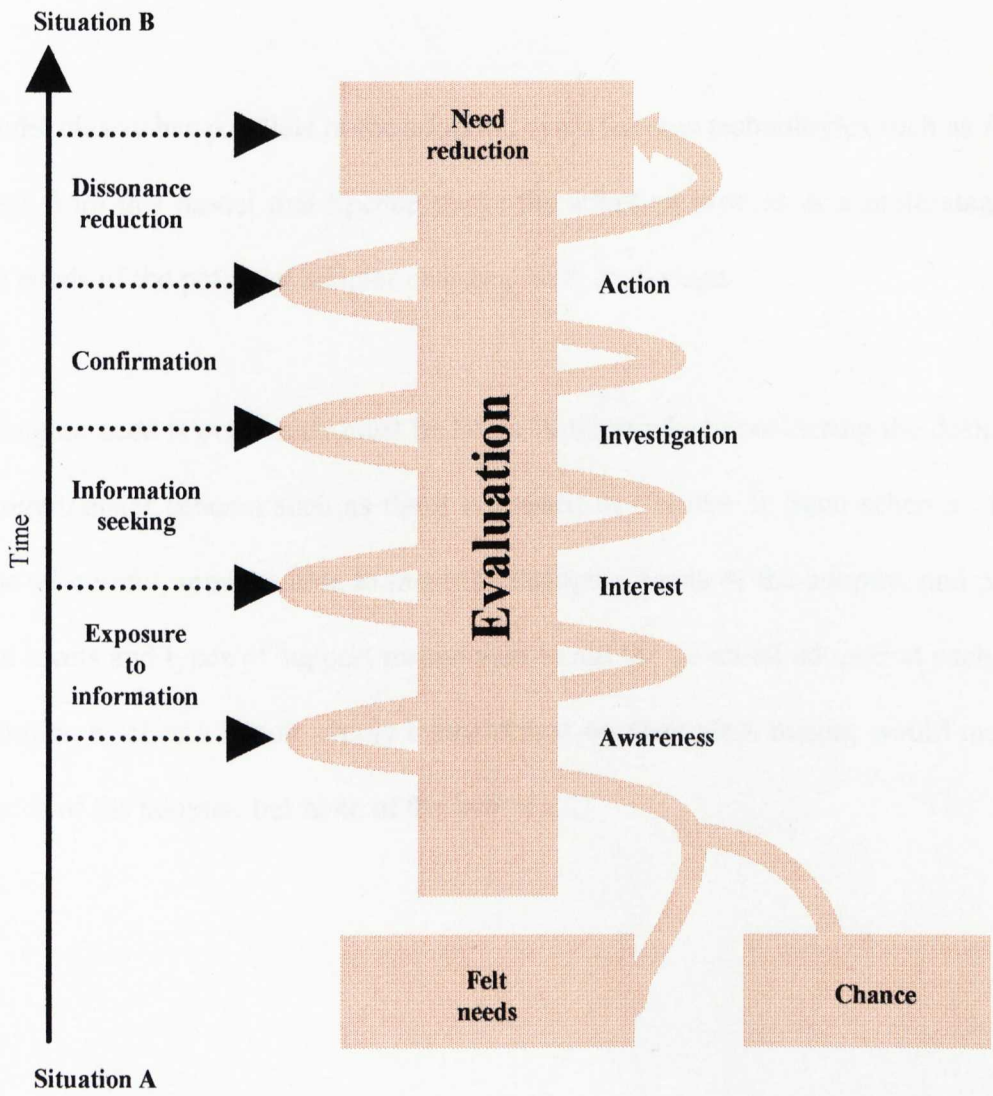 Situation B
Need
reduction
Dissonance
reduction
Action
Confirmation
Investigation
Information
seeking
Evaluation
Time
Interest
Exposure
to
information
Awareness
Felt
needs
Chance
Situation A